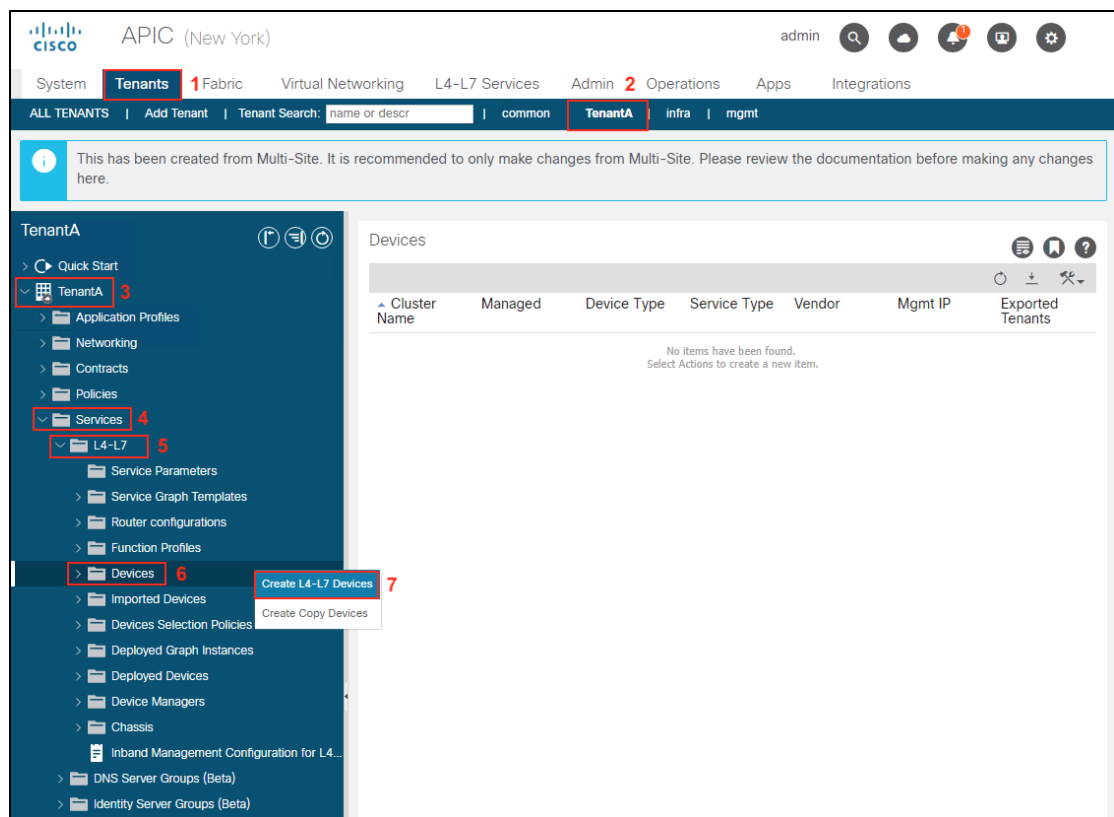 CISCO APIC (New York) admin 1
System Tenants 1 Fabric Virtual Networking L4-L7 Services Admin 2 Operations Apps Integrations
ALL TENANTS | Add Tenant | Tenant Search: name or descr | common TenantA | infra | mgmt
i This has been created from Multi-Site. It is recommended to only make changes from Multi-Site. Please review the documentation before making any changes
here.
TenantA
Quick Start
TenantA 3
Application Profiles
Networking
Contracts
Policies
Services 4
L4-L7 5
Service Parameters
Service Graph Templates
Router configurations
Function Profiles
Devices 6
Create L4-L7 Devices 7
Create Copy Devices
Imported Devices
Devices Selection Policies
Deployed Graph Instances
Deployed Devices
Device Managers
Chassis
Inband Management Configuration for L4...
DNS Server Groups (Beta)
Identity Server Groups (Beta)
Devices
?
Cluster Name Managed Device Type Service Type Vendor Mgmt IP Exported Tenants
No items have been found.
Select Actions to create a new item.